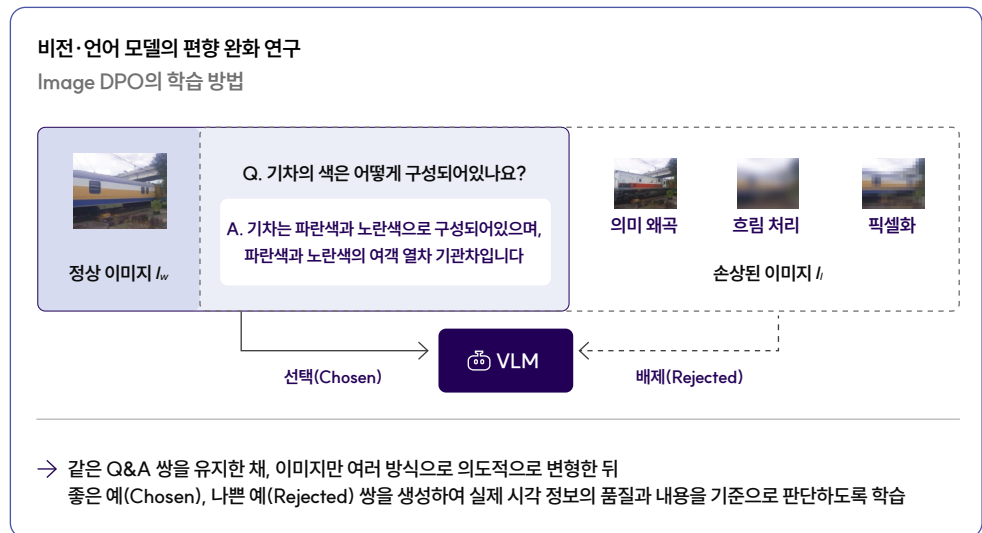 비전·언어 모델의 편향 완화 연구
Image DPO의 학습 방법
Q. 기차의 색은 어떻게 구성되어있나요?
A. 기차는 파란색과 노란색으로 구성되어있으며,
파란색과 노란색의 여객 열차 기관차입니다
정상 이미지 I_w
의미 왜곡
흐림 처리
픽셀화
손상된 이미지 I_l
VLM
선택(Chosen)
배제(Rejected)
→ 같은 Q&A 쌍을 유지한 채, 이미지만 여러 방식으로 의도적으로 변형한 뒤
좋은 예(Chosen), 나쁜 예(Rejected) 쌍을 생성하여 실제 시각 정보의 품질과 내용을 기준으로 판단하도록 학습